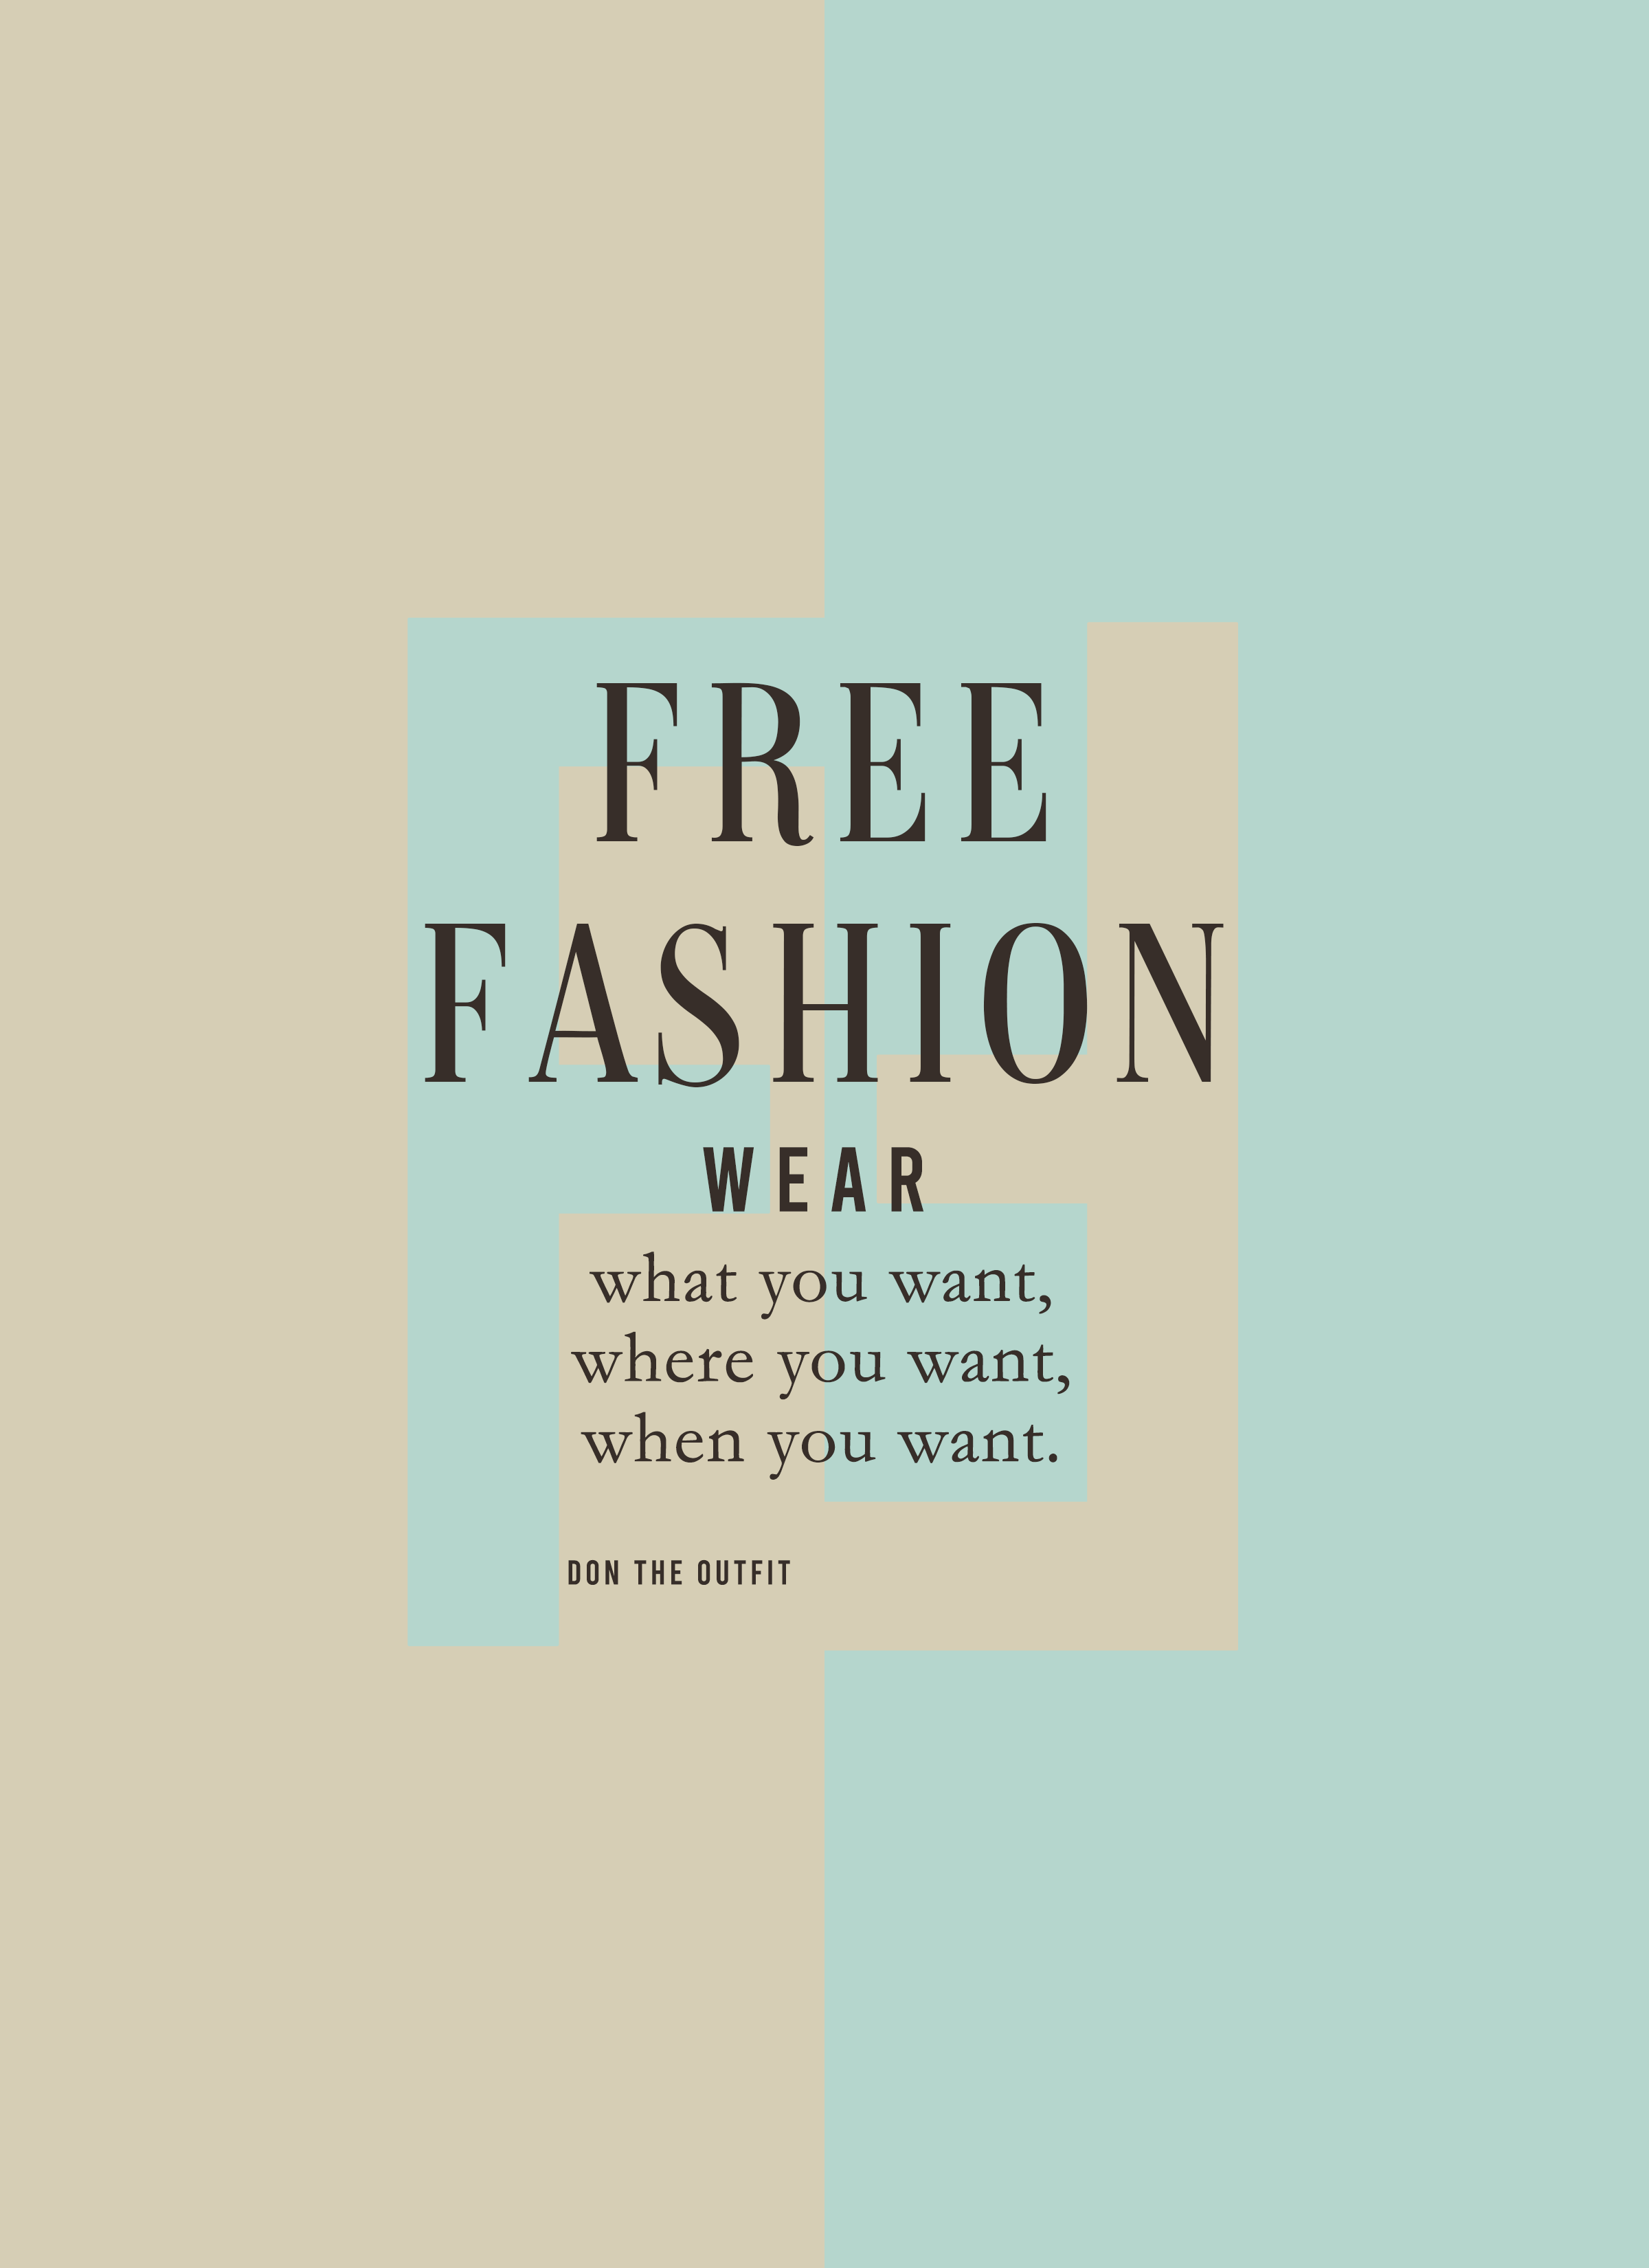 FREE
FASHION
WEAR
what you want,
where you want,
when you want.
DON THE OUTFIT